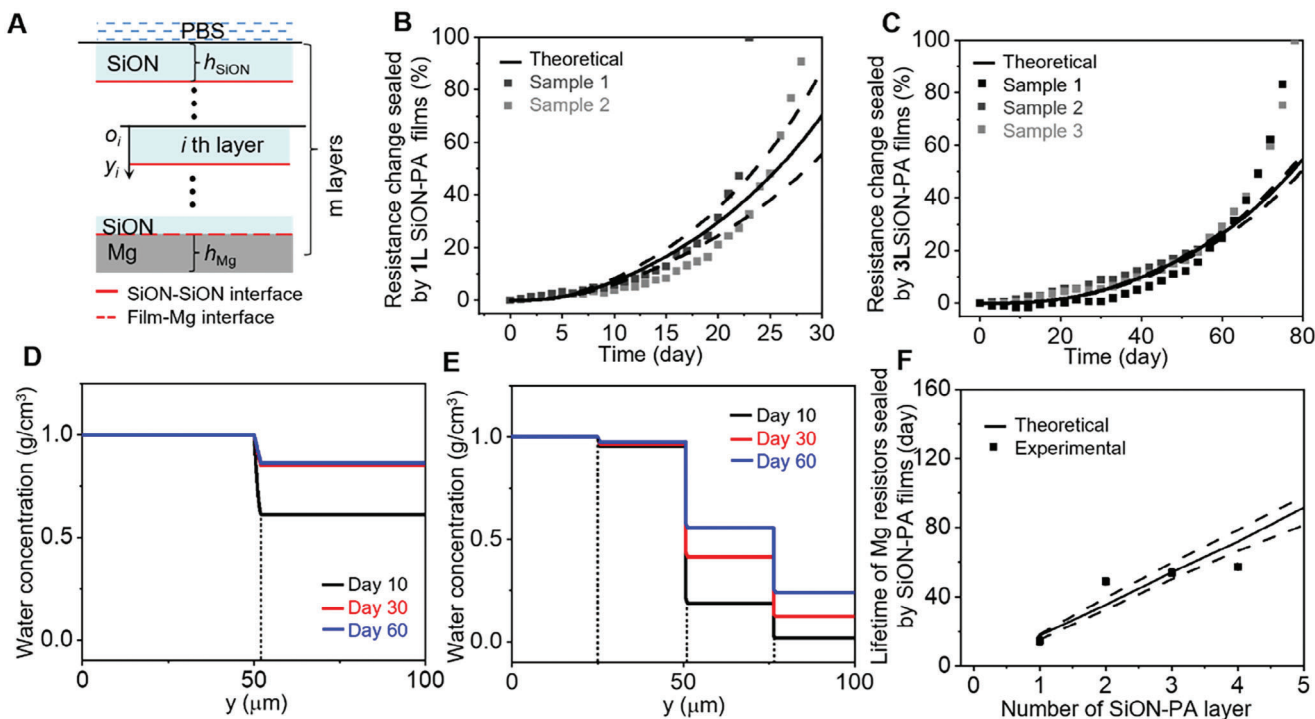 A
PBS
SiON
hSiON
oi
yi
i th layer
m layers
SiON
Mg
hMg
SiON-SiON interface
Film-Mg interface
B
Resistance change sealed
by 1L SiON-PA films (%)
100
80
60
40
20
0
Theoretical
Sample 1
Sample 2
0 5 10 15 20 25 30
Time (day)
C
Resistance change sealed
by 3LSiON-PA films (%)
100
80
60
40
20
0
Theoretical
Sample 1
Sample 2
Sample 3
0 20 40 60 80
Time (day)
D
Water concentration (g/cm³)
1.0
0.5
0.0
Day 10
Day 30
Day 60
0 50 100
y (μm)
E
Water concentration (g/cm³)
1.0
0.5
0.0
Day 10
Day 30
Day 60
0 50 100
y (μm)
F
Lifetime of Mg resistors sealed
by SiON-PA films (day)
160
120
80
40
0
Theoretical
Experimental
0 1 2 3 4 5
Number of SiON-PA layer